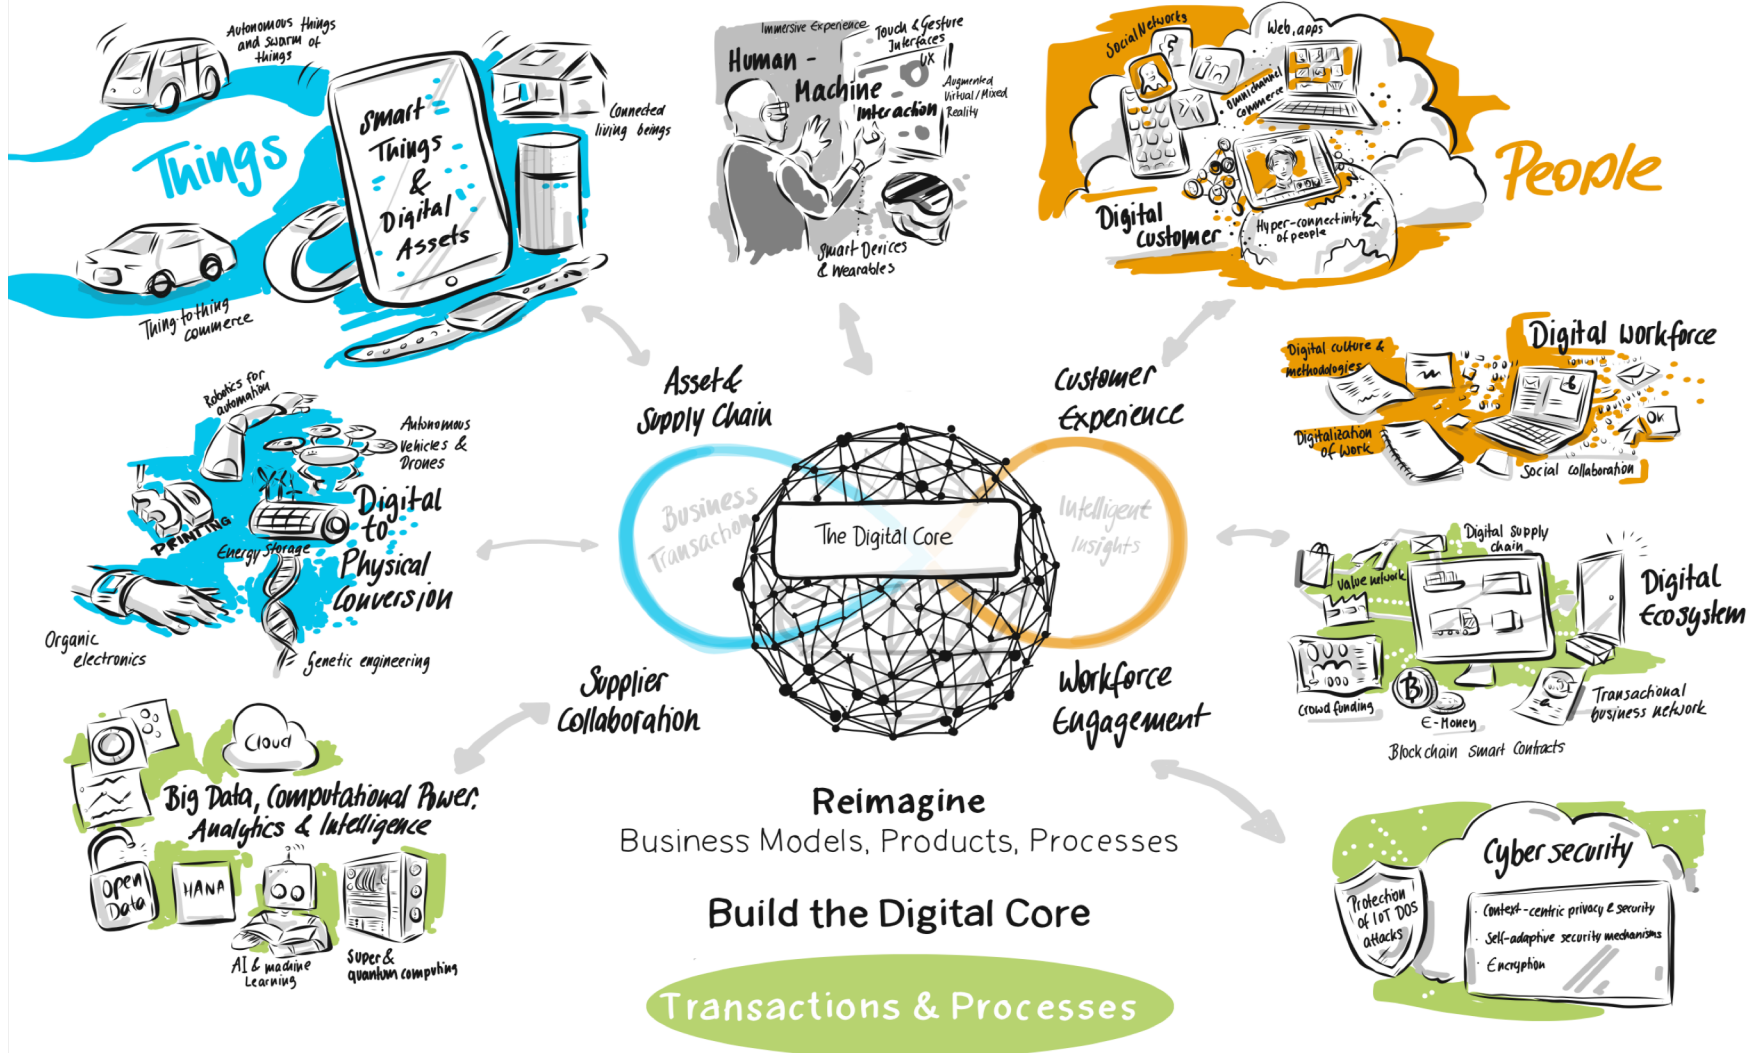 Autonomous things
and swarm of
things
Things
Smart
Things
&
Digital
Assets
Connected
living beings
Thing-to-thing
commerce
Immersive Experience
Touch & Gesture
Interfaces
UX
Human -
Machine
Interaction
Augmented
Virtual/Mixed
Reality
Smart Devices
& Wearables
Social Networks
Web, apps
in
Omnichannel
commerce
Digital
Customer
Hyper-connectivity
of people
People
Robotics for
automation
Autonomous
Vehicles &
Drones
3D
PRINTING
Energy Storage
Digital
to
Physical
Conversion
Organic
electronics
Genetic engineering
Asset &
Supply Chain
Customer
Experience
Business
Transaction
The Digital Core
Intelligent
Insights
Supplier
Collaboration
Workforce
Engagement
Digital Workforce
Digital culture &
methodologies
Digitalization
of Work
Ok
Social collaboration
Digital supply
chain
Value network
Digital
Ecosystem
Crowd funding
B
E-Money
Transactional
business network
Blockchain smart Contracts
Cloud
Big Data, Computational Power,
Analytics & Intelligence
Open
Data
HANA
AI & machine
Learning
Super &
quantum computing
Reimagine
Business Models, Products, Processes
Build the Digital Core
Transactions & Processes
Cyber security
Protection
of IoT DOS
attacks
· Context-centric privacy & security
· Self-adaptive security mechanisms
· Encryption